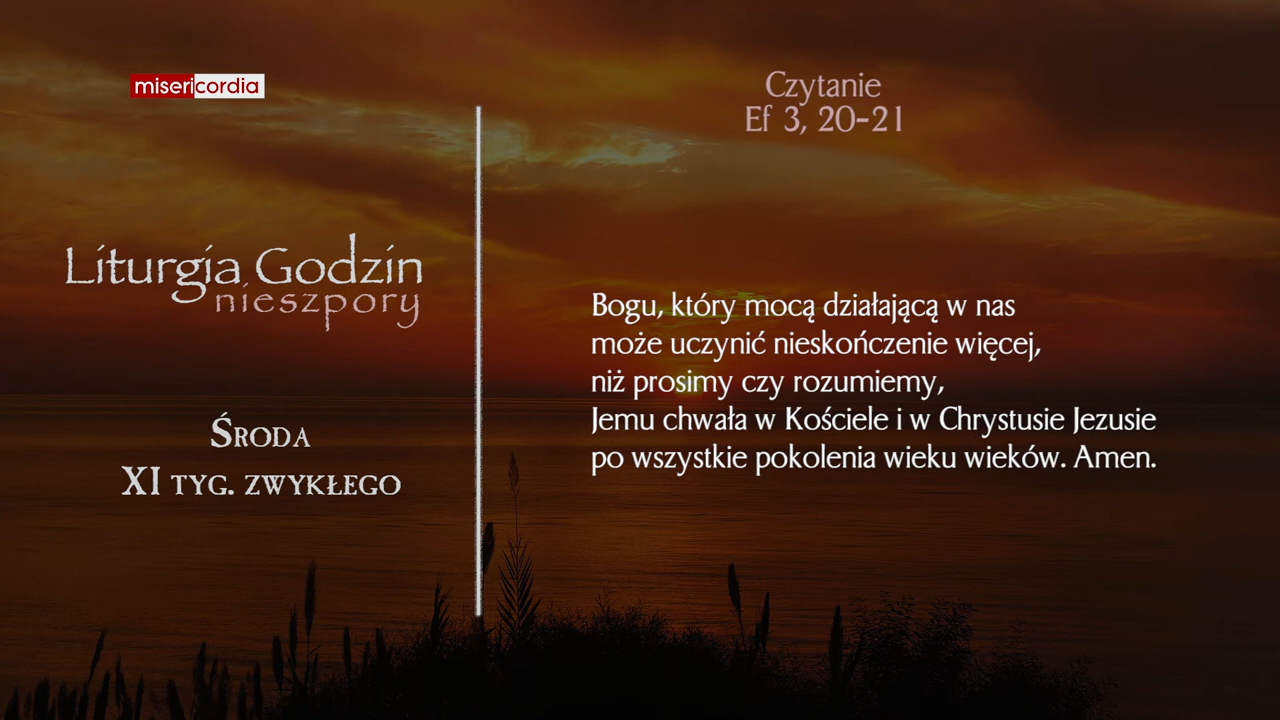 misericordia
Liturgia Godzin
nieszpory
Środa
XI tyg. zwykłego
Czytanie
Ef 3, 20-21
Bogu, który mocą działającą w nas
może uczynić nieskończenie więcej,
niż prosimy czy rozumiemy,
Jemu chwała w Kościele i w Chrystusie Jezusie
po wszystkie pokolenia wieku wieków. Amen.